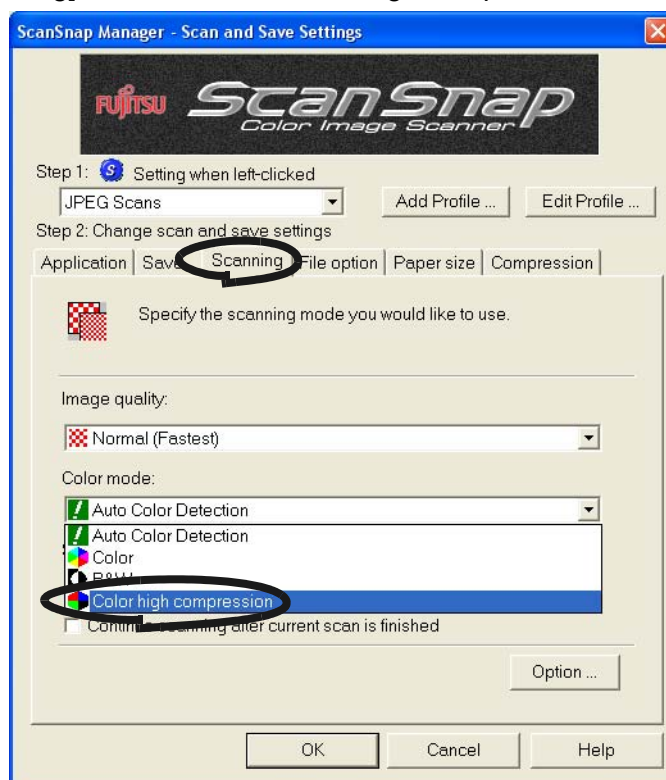 ScanSnap Manager - Scan and Save Settings
FUJITSU ScanSnap
Color Image Scanner
Step 1: S Setting when left-clicked
JPEG Scans Add Profile ... Edit Profile ...
Step 2: Change scan and save settings
Application Save Scanning File option Paper size Compression
Specify the scanning mode you would like to use.
Image quality:
Normal (Fastest)
Color mode:
Auto Color Detection
Auto Color Detection
Color
B&W
Color high compression
Continue scanning after current scan is finished
Option ...
OK Cancel Help